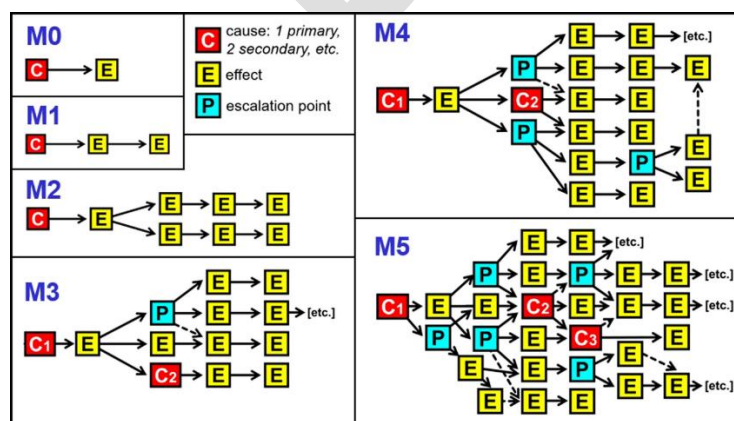 M0
C E
M1
C E E
C cause: 1 primary,
2 secondary, etc.
E effect
P escalation point
M2
C E
E E E
E E E
M3
E E
P E E [etc.]
C1 E E E E
C2 E E
M4
E E [etc.]
P E E E
C1 E C2 E E
P E E
E P E
E
E E
M5
E E [etc.]
P E P E E [etc.]
C1 E E C2 E E [etc.]
P P E C3 E
E
E E P
E E [etc.]
E E E